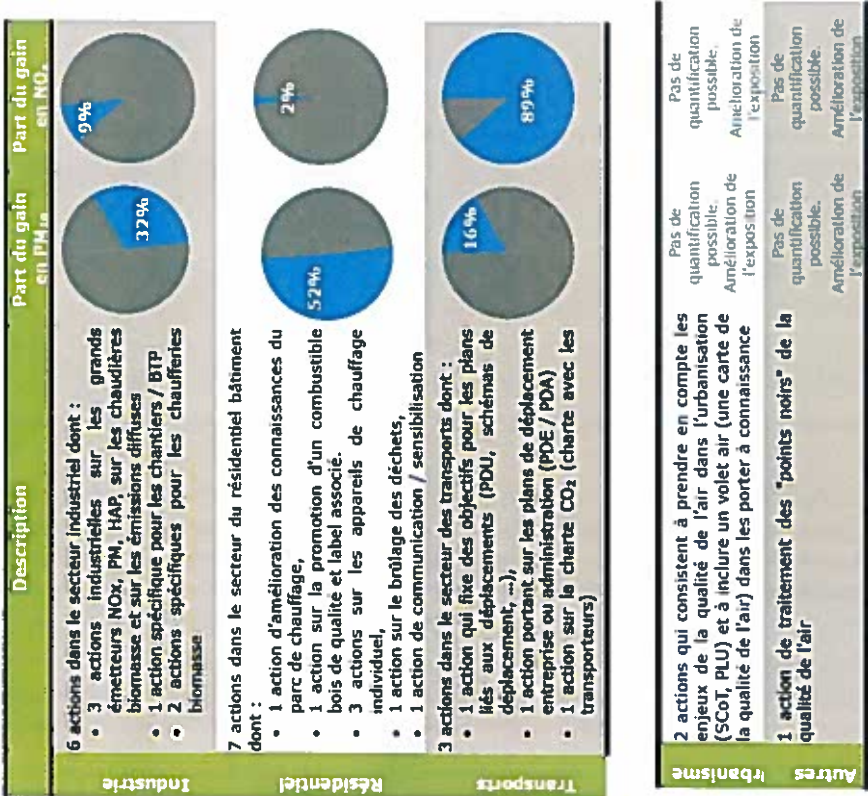 Description
Part du gain
en PM₁₀
Part du gain
en NOₓ
Industrie
6 actions dans le secteur industriel dont :
• 3 actions industrielles sur les grands
émetteurs NOx, PM, HAP, sur les chaudières
biomasse et sur les émissions diffuses
• 1 action spécifique pour les chantiers / BTP
• 2 actions spécifiques pour les chaufferies
biomasse
32%
9%
Résidentiel
7 actions dans le secteur du résidentiel bâtiment
dont :
• 1 action d'amélioration des connaissances du
parc de chauffage,
• 1 action sur la promotion d'un combustible
bois de qualité et label associé.
• 3 actions sur les appareils de chauffage
individuel,
• 1 action sur le brûlage des déchets,
• 1 action de communication / sensibilisation
52%
2%
Transports
3 actions dans le secteur des transports dont :
• 1 action qui fixe des objectifs pour les plans
liés aux déplacements (PDU, schémas de
déplacement, ...),
• 1 action portant sur les plans de déplacement
entreprise ou administration (PDE / PDA)
• 1 action sur la charte CO₂ (charte avec les
transporteurs)
16%
89%
Urbanisme
2 actions qui consistent à prendre en compte les
enjeux de la qualité de l'air dans l'urbanisation
(SCoT, PLU) et à inclure un volet air (une carte de
la qualité de l'air) dans les porter à connaissance
Pas de
quantification
possible.
Amélioration de
l'exposition
Pas de
quantification
possible.
Amélioration de
l'exposition
Autres
1 action de traitement des "points noirs" de la
qualité de l'air
Pas de
quantification
possible.
Amélioration de
l'exposition
Pas de
quantification
possible.
Amélioration de
l'exposition